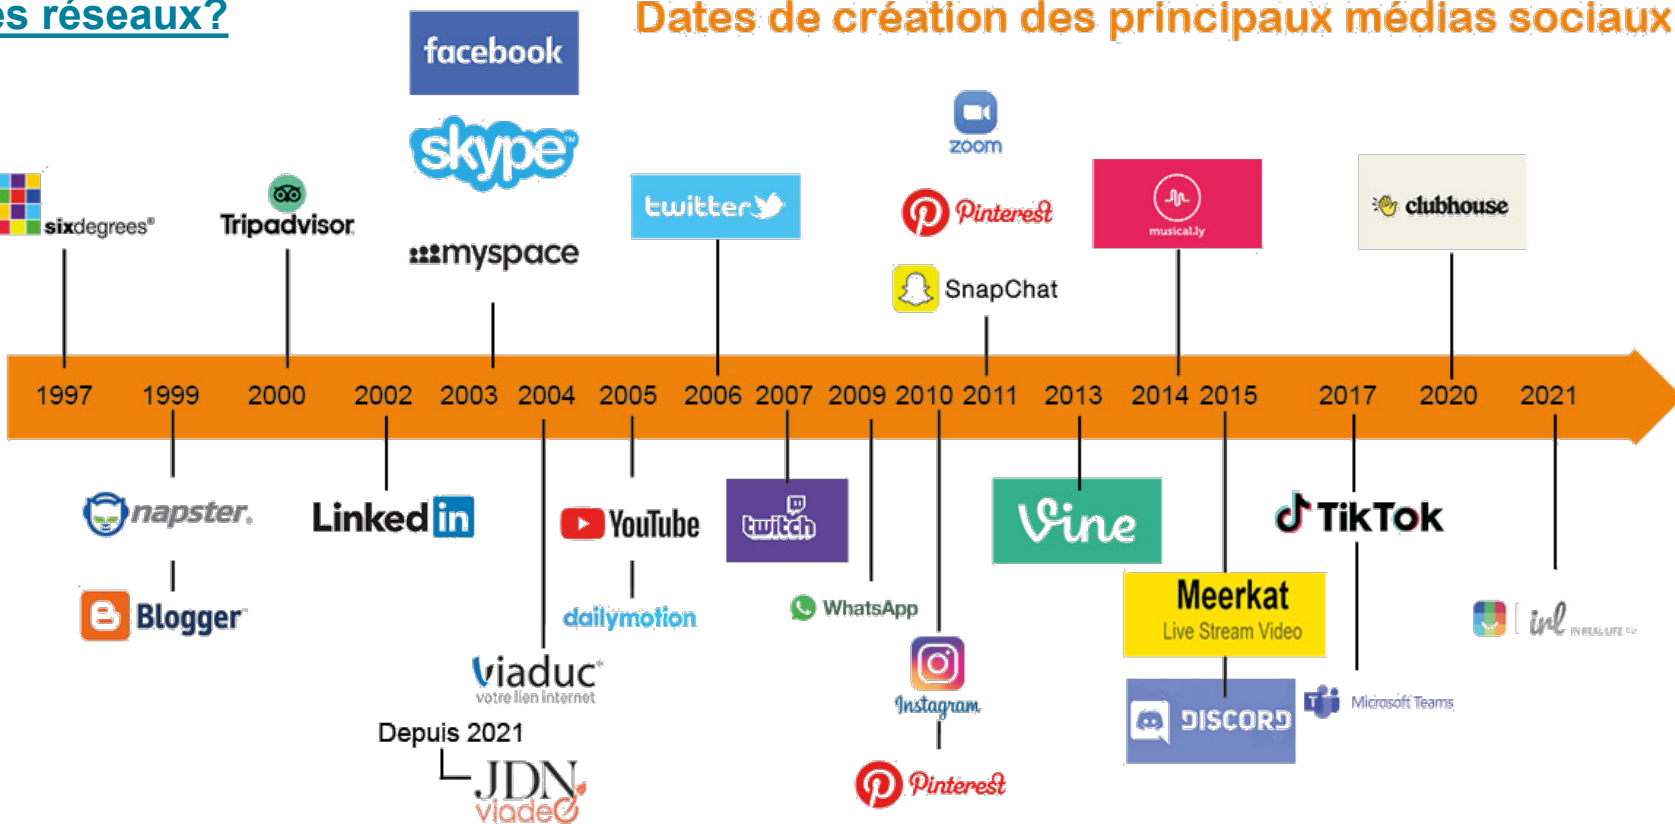 es réseaux?
Dates de création des principaux médias sociaux
facebook
skype™
myspace
sixdegrees®
Tripadvisor
twitter
zoom
Pinterest
SnapChat
musical.ly
clubhouse
1997 1999 2000 2002 2003 2004 2005 2006 2007 2009 2010 2011 2013 2014 2015 2017 2020 2021
napster.
Blogger
Linked in
YouTube
dailymotion
twitch
Vine
TikTok
WhatsApp
Meerkat
Live Stream Video
irl
Viaduc
votre lien internet
Instagram
DISCORD
Microsoft Teams
Depuis 2021
JDN
viadeo
Pinterest